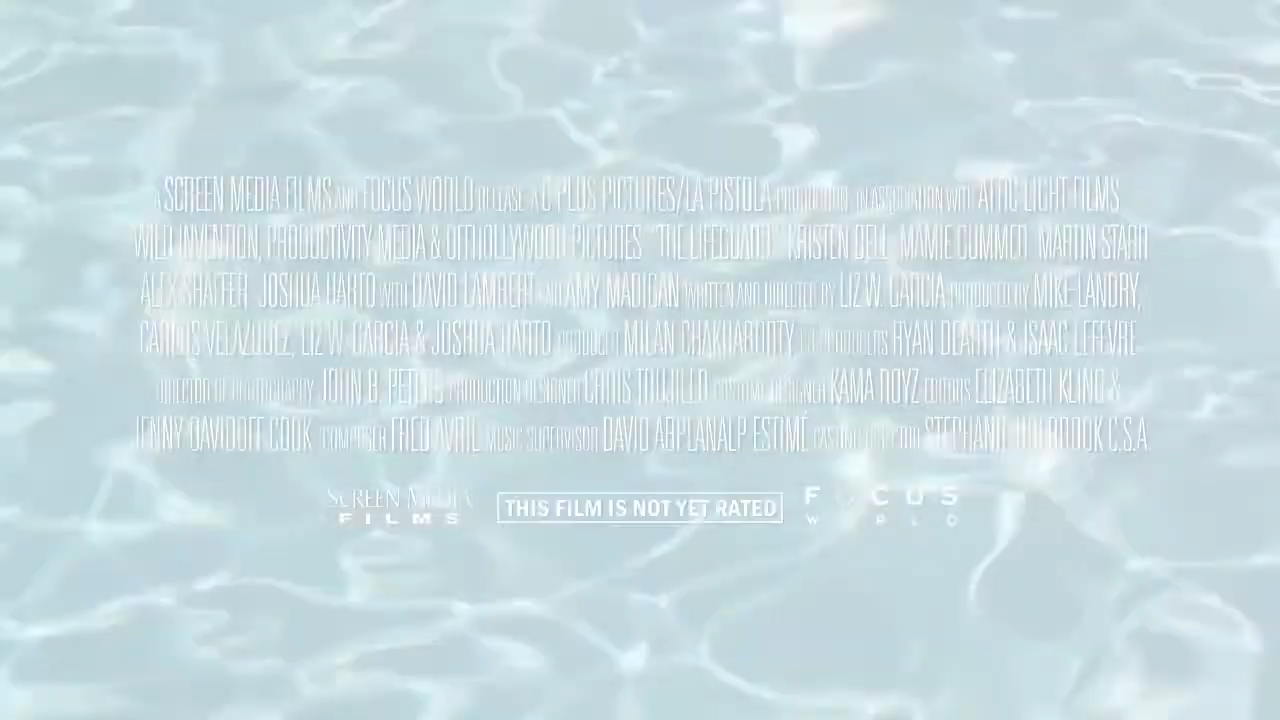 A SCREEN MEDIA FILMS AND FOCUS WORLD RELEASE A C PLUS PICTURES/LA PISTOLA PRODUCTION IN ASSOCIATION WITH ATTIC LIGHT FILMS
WILD INVENTION, PRODUCTIVITY MEDIA & OFFHOLLYWOOD PICTURES "THE LIFEGUARD" KRISTEN BELL MAMIE GUMMER MARTIN STARR
ALEX SHAFFER JOSHUA HARTO WITH DAVID LAMBERT AND AMY MADIGAN WRITTEN AND DIRECTED BY LIZ W. GARCIA PRODUCED BY MIKE LANDRY,
CARLOS VELAZQUEZ, LIZ W. GARCIA & JOSHUA HARTO PRODUCER MILAN CHAKRABORTY CO-PRODUCERS RYAN DEARTH & ISAAC LEFEVRE
DIRECTOR OF PHOTOGRAPHY JOHN B. PETERS PRODUCTION DESIGNER CHRIS TRUJILLO COSTUME DESIGNER KAMA ROYZ EDITORS ELIZABETH KLING &
JENNY DAVIDOFF COOK COMPOSER FRED AVRIL MUSIC SUPERVISOR DAVID ARPLANALP ESTIMÉ CASTING DIRECTOR STEPHANIE HOLBROOK C.S.A.
SCREEN MEDIA FILMS THIS FILM IS NOT YET RATED FOCUS WORLD